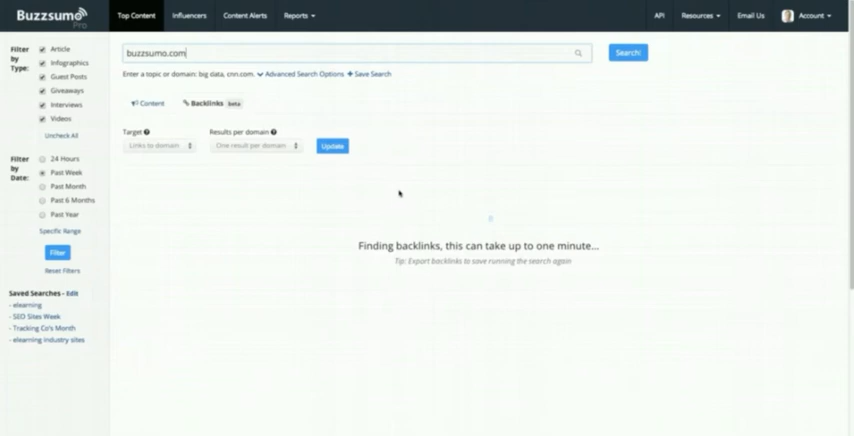 Buzzsumo
Pro
Top Content
Influencers
Content Alerts
Reports
API
Resources
Email Us
Account
Filter by Type:
Article
Infographics
Guest Posts
Giveaways
Interviews
Videos
Uncheck All
Filter by Date:
24 Hours
Past Week
Past Month
Past 6 Months
Past Year
Specific Range
Filter
Reset Filters
Saved Searches - Edit
- elearning
- SEO Sites Week
- Tracking Co's Month
- elearning industry sites
buzzsumo.com
Search!
Enter a topic or domain: big data, cnn.com. Advanced Search Options + Save Search
Content
Backlinks beta
Target ?
Results per domain ?
Links to domain
One result per domain
Update
Finding backlinks, this can take up to one minute...
Tip: Export backlinks to save running the search again